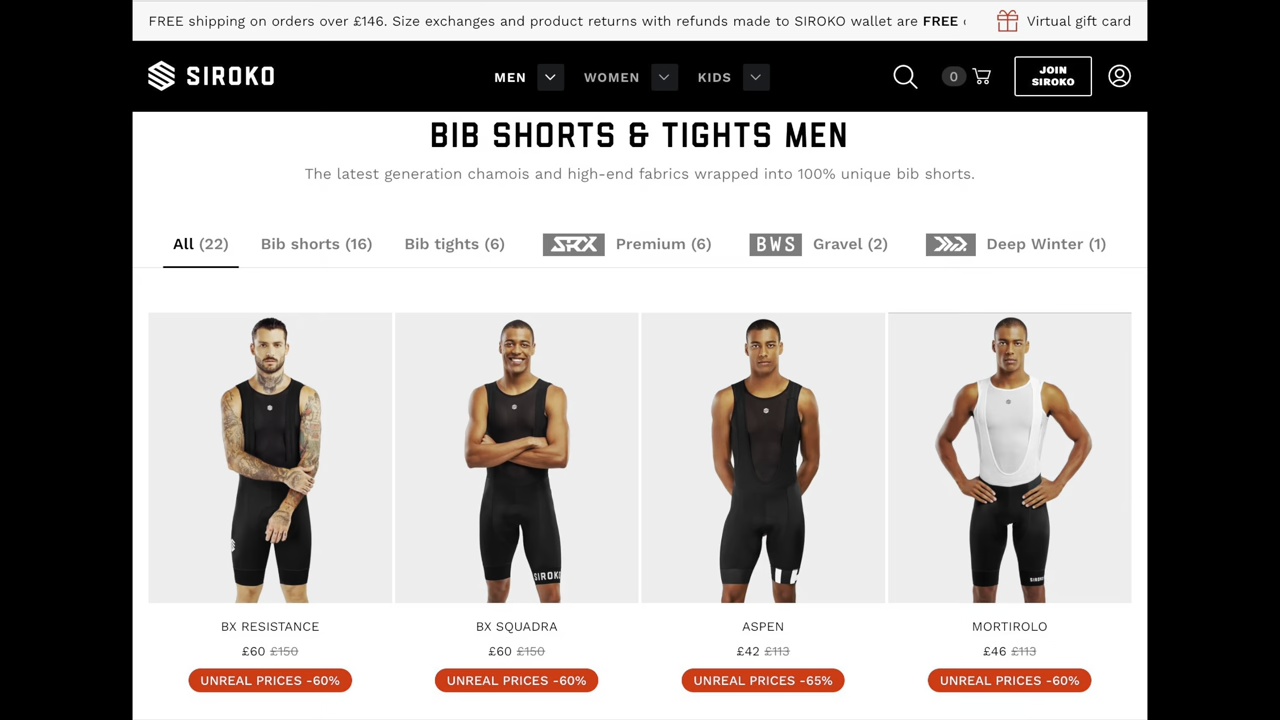 FREE shipping on orders over £146. Size exchanges and product returns with refunds made to SIROKO wallet are FREE
Virtual gift card
SIROKO
MEN
WOMEN
KIDS
0
JOIN
SIROKO
BIB SHORTS & TIGHTS MEN
The latest generation chamois and high-end fabrics wrapped into 100% unique bib shorts.
All (22)
Bib shorts (16)
Bib tights (6)
SRX Premium (6)
BWS Gravel (2)
Deep Winter (1)
SIROKO
SIROKO
BX RESISTANCE
BX SQUADRA
ASPEN
MORTIROLO
£60 £150
£60 £150
£42 £113
£46 £113
UNREAL PRICES -60%
UNREAL PRICES -60%
UNREAL PRICES -65%
UNREAL PRICES -60%